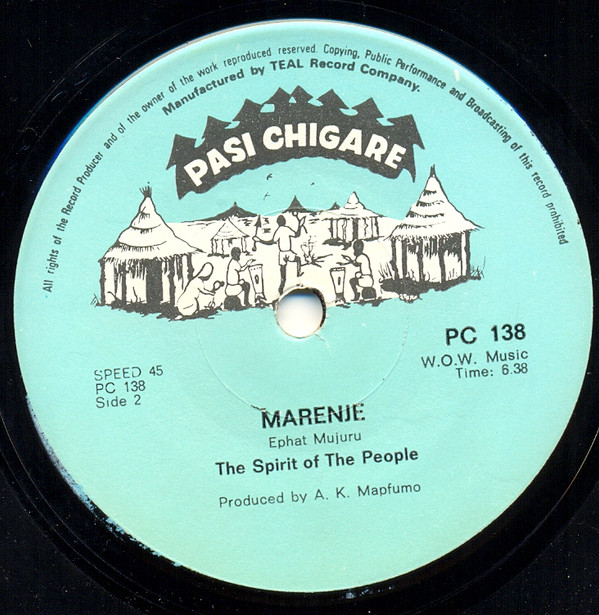 All rights of the Record Producer and of the owner of the work reproduced reserved. Copying, Public Performance and Broadcasting of this record prohibited
Manufactured by TEAL Record Company.
PASI CHIGARE
PC 138
W.O.W. Music
Time: 6.38
SPEED 45
PC 138
Side 2
MARENJE
Ephat Mujuru
The Spirit of The People
Produced by A. K. Mapfumo